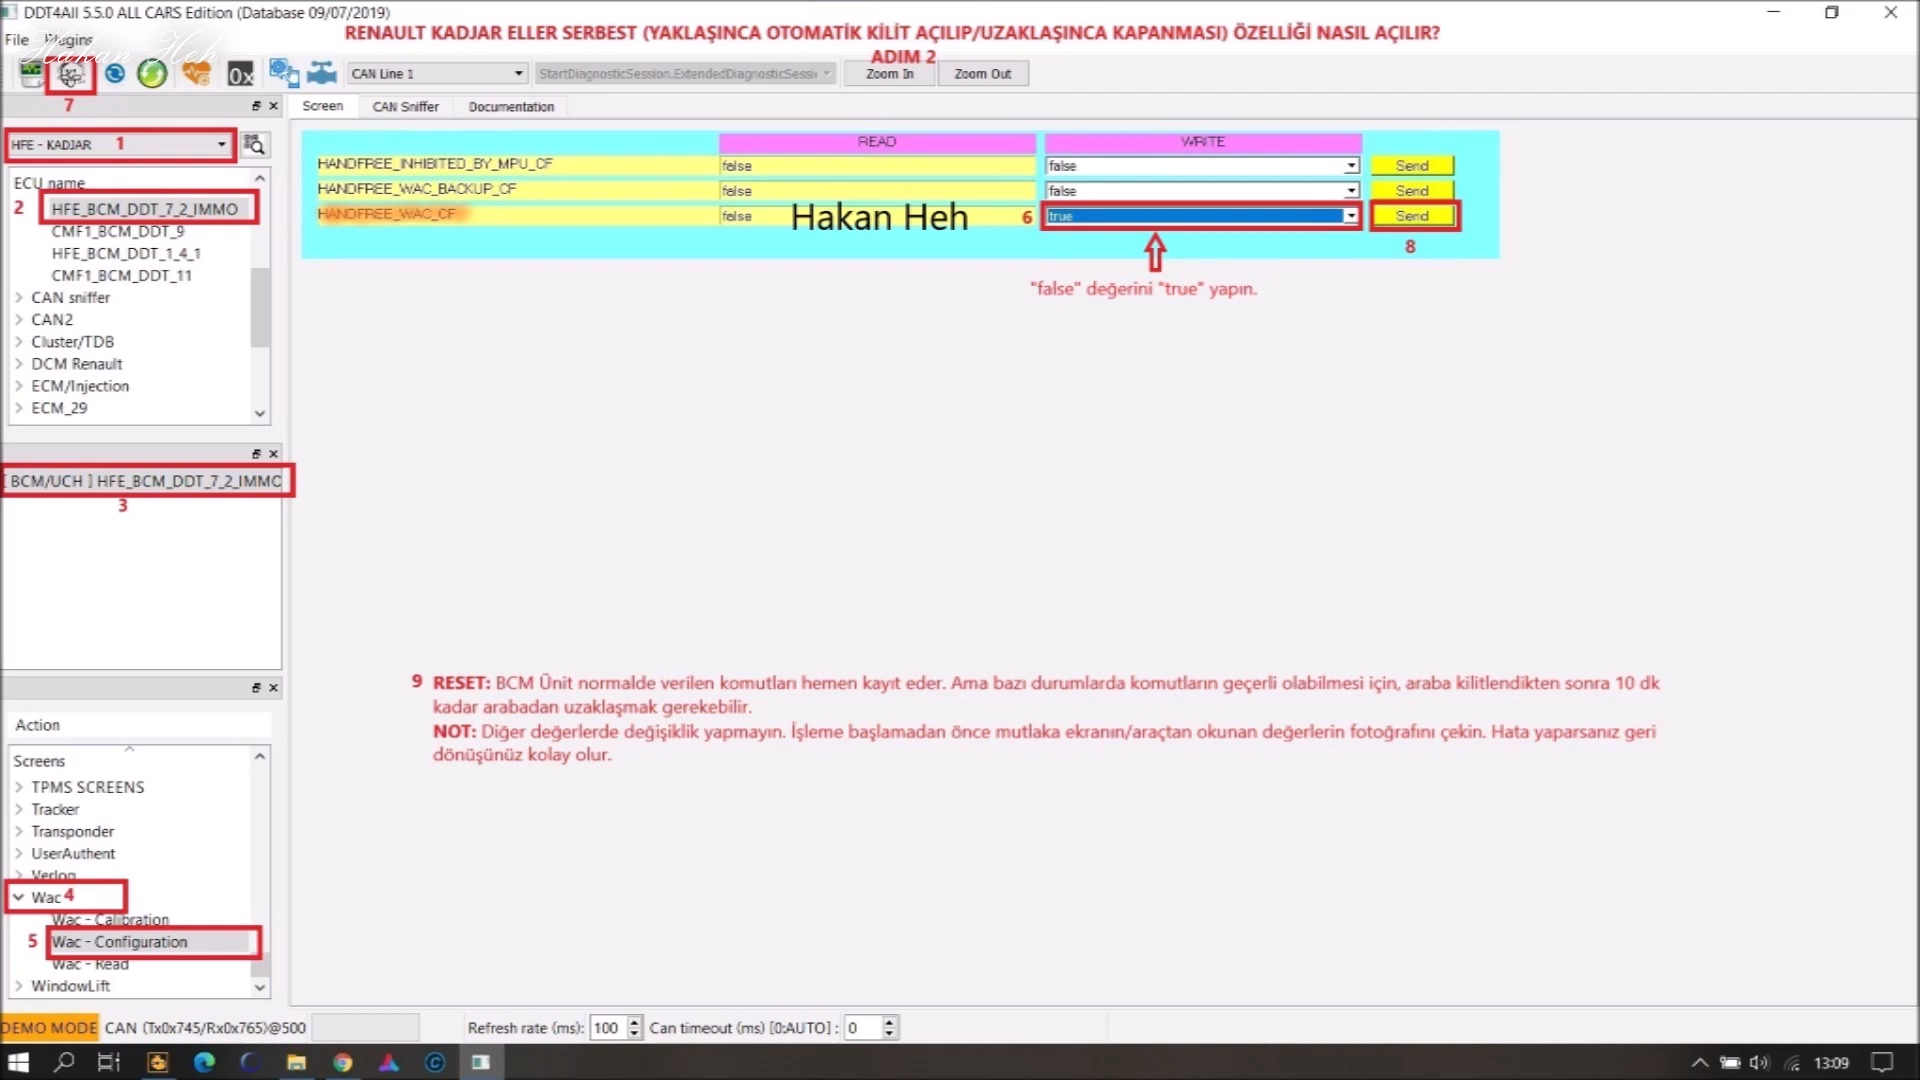 DDT4All 5.5.0 ALL CARS Edition (Database 09/07/2019)
File Plugins
Hakan Heh
RENAULT KADJAR ELLER SERBEST (YAKLAŞINCA OTOMATİK KİLİT AÇILIP/UZAKLAŞINCA KAPANMASI) ÖZELLİĞİ NASIL AÇILIR?
ADIM 2
0x
CAN Line 1
StartDiagnosticSession.ExtendedDiagnosticSessi
Zoom In
Zoom Out
7
Screen
CAN Sniffer
Documentation
HFE - KADJAR
1
READ
WRITE
HANDFREE_INHIBITED_BY_MPU_CF
false
false
Send
HANDFREE_WAC_BACKUP_CF
false
false
Send
HANDFREE_WAC_CF
false
Hakan Heh
6
true
Send
8
"false" değerini "true" yapın.
ECU name
2
HFE_BCM_DDT_7_2_IMMO
CMF1_BCM_DDT_9
HFE_BCM_DDT_1_4_1
CMF1_BCM_DDT_11
CAN sniffer
CAN2
Cluster/TDB
DCM Renault
ECM/Injection
ECM_29
[ BCM/UCH ] HFE_BCM_DDT_7_2_IMMO
3
9 RESET: BCM Ünit normalde verilen komutları hemen kayıt eder. Ama bazı durumlarda komutların geçerli olabilmesi için, araba kilitlendikten sonra 10 dk
kadar arabadan uzaklaşmak gerekebilir.
NOT: Diğer değerlerde değişiklik yapmayın. İşleme başlamadan önce mutlaka ekranın/araçtan okunan değerlerin fotoğrafını çekin. Hata yaparsanız geri
dönüşünüz kolay olur.
Action
Screens
TPMS SCREENS
Tracker
Transponder
UserAuthent
Verlog
Wac 4
Wac - Calibration
5
Wac - Configuration
Wac - Read
WindowLift
DEMO MODE
CAN (Tx0x745/Rx0x765)@500
Refresh rate (ms): 100
Can timeout (ms) [0:AUTO] : 0
13:09